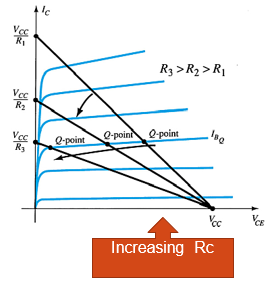 I_C
V_CC/R_1
R_3 > R_2 > R_1
V_CC/R_2
V_CC/R_3
Q-point Q-point Q-point
I_BQ
V_CC V_CE
Increasing Rc